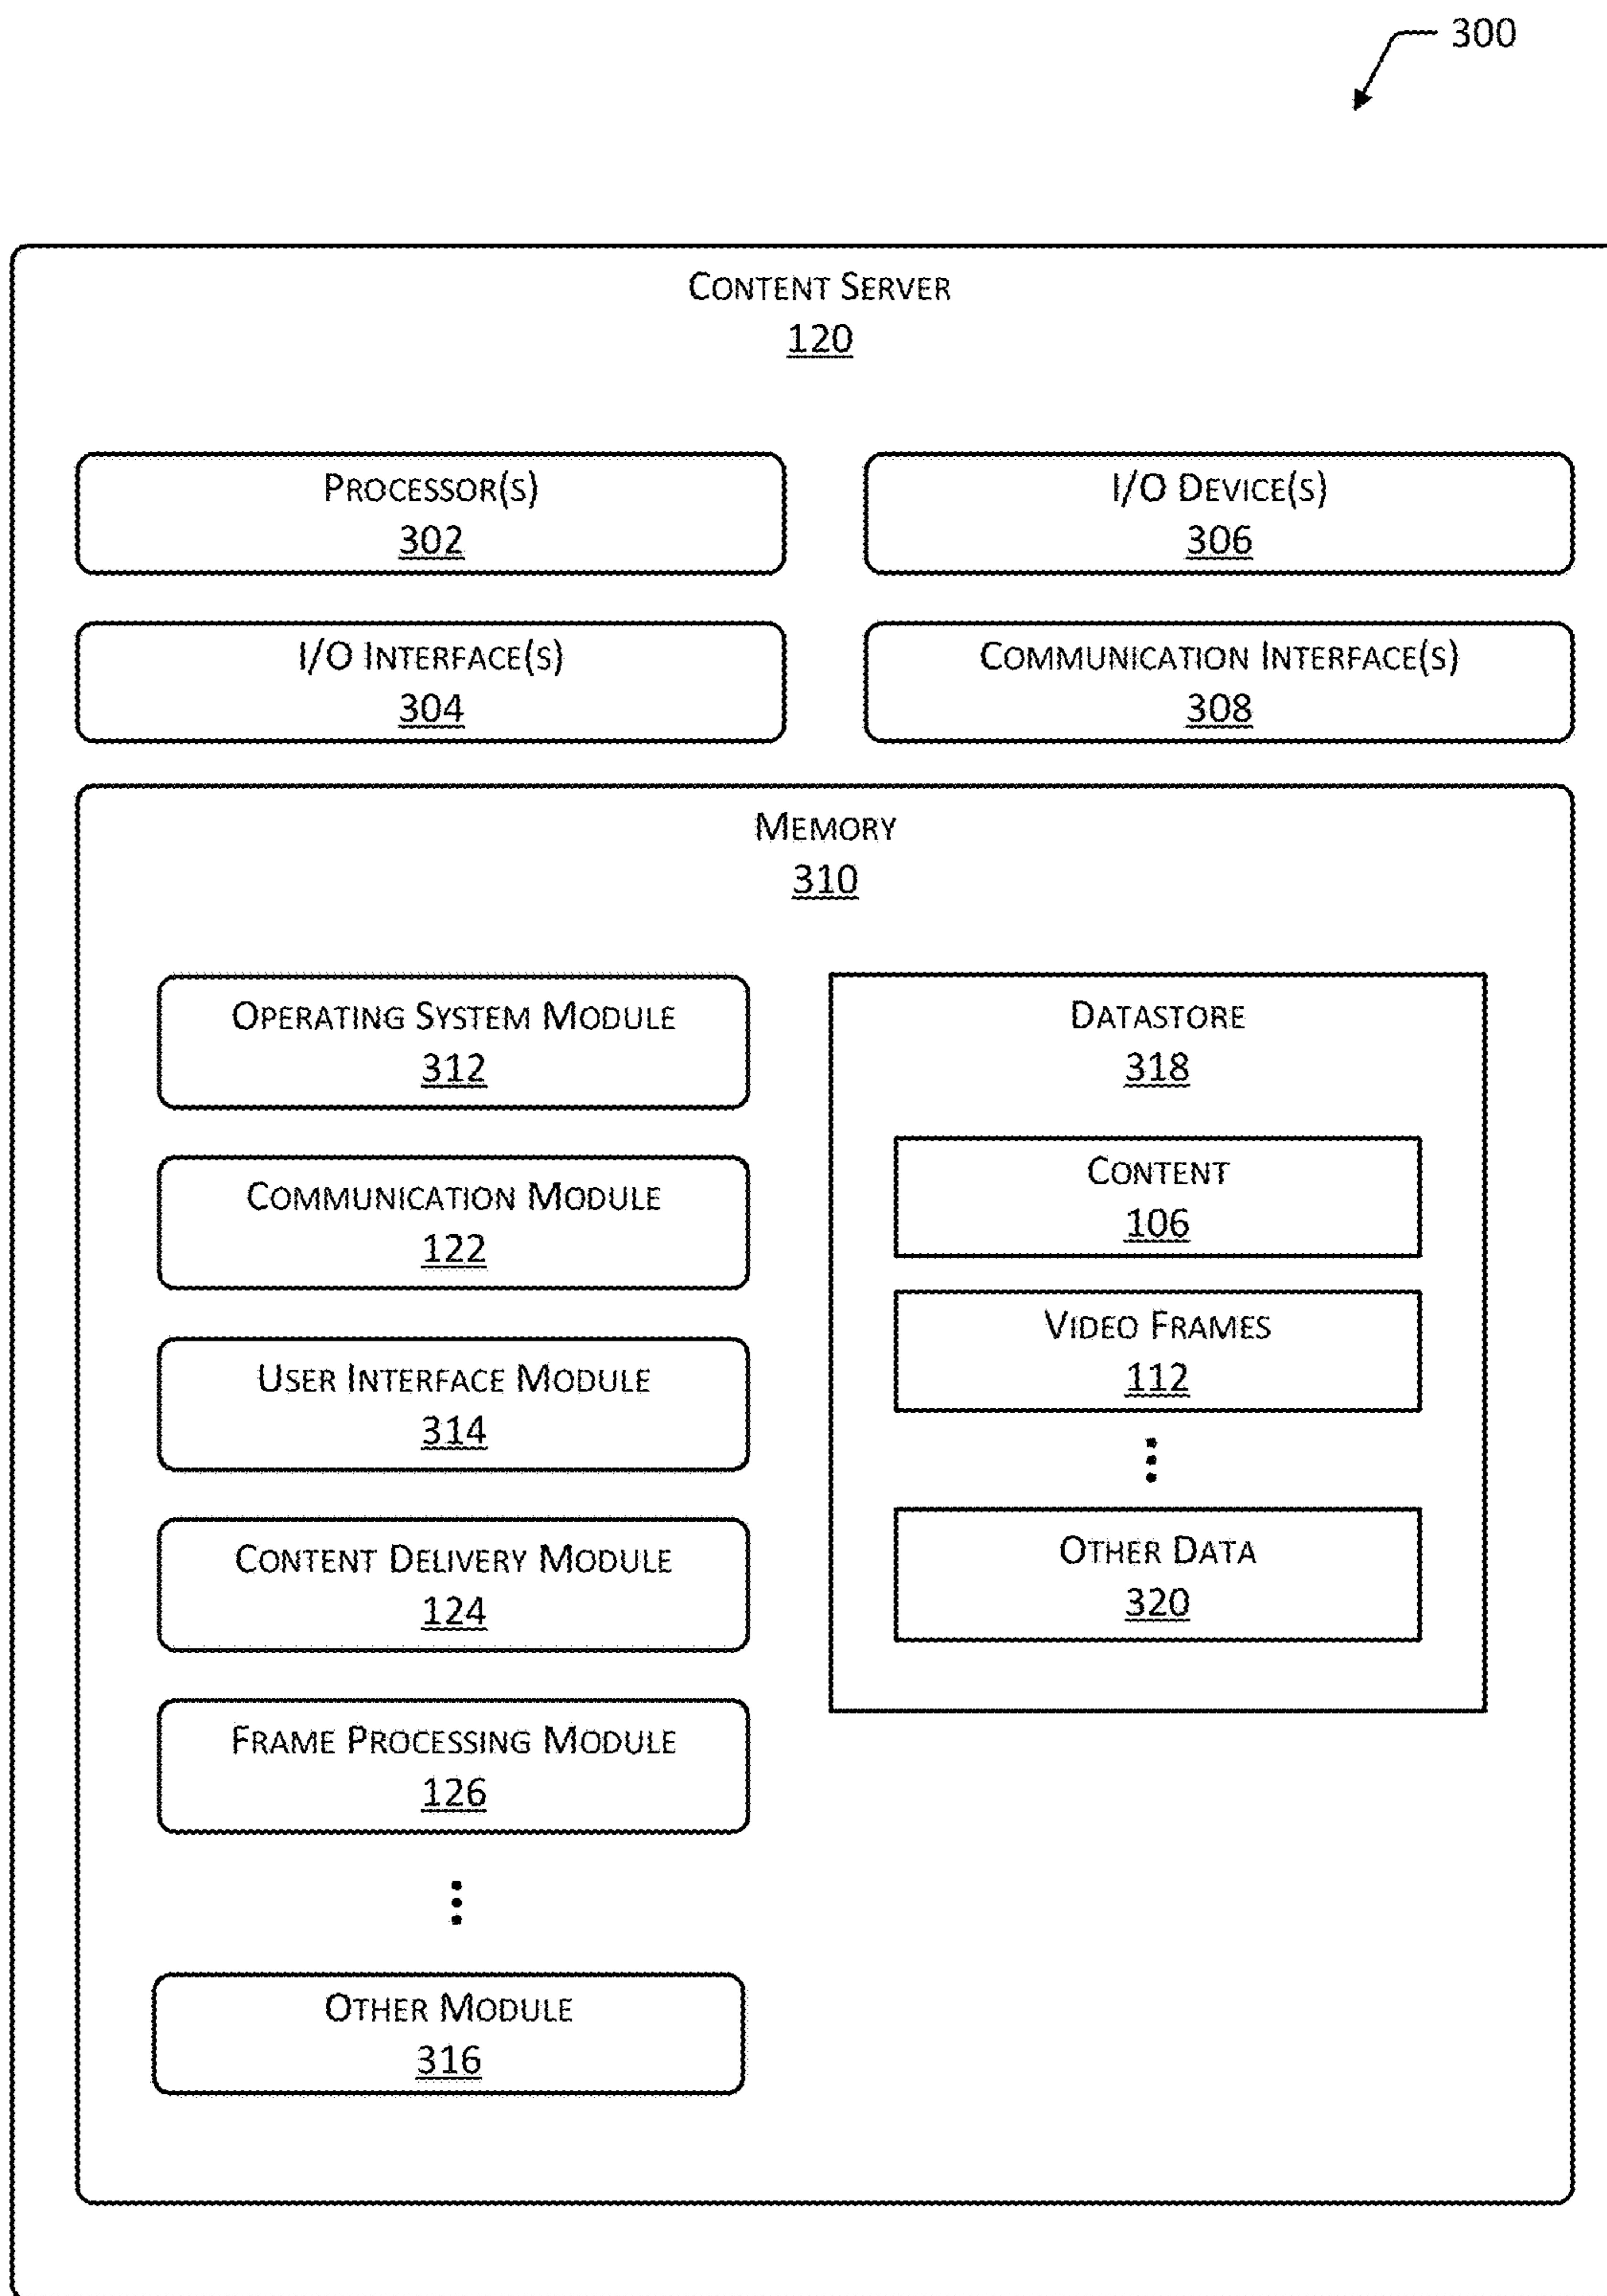 300
CONTENT SERVER
120
PROCESSOR(S)
302
I/O DEVICE(S)
306
I/O INTERFACE(S)
304
COMMUNICATION INTERFACE(S)
308
MEMORY
310
OPERATING SYSTEM MODULE
312
COMMUNICATION MODULE
122
USER INTERFACE MODULE
314
CONTENT DELIVERY MODULE
124
FRAME PROCESSING MODULE
126
OTHER MODULE
316
DATASTORE
318
CONTENT
106
VIDEO FRAMES
112
OTHER DATA
320